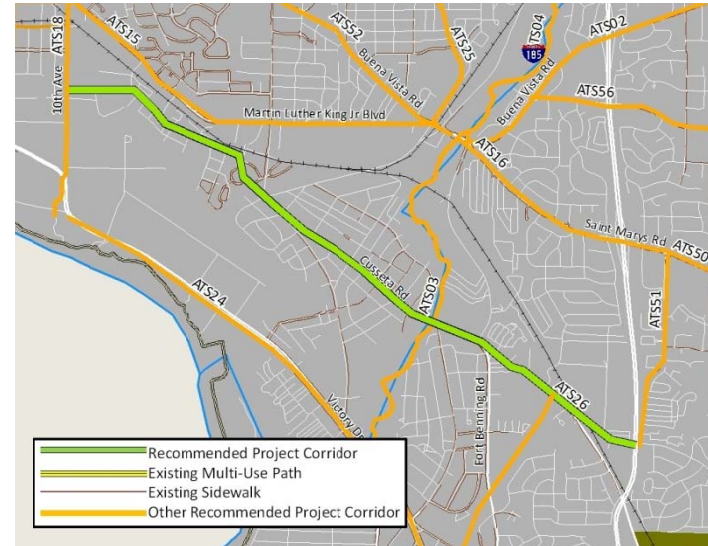 ATS18
10th Ave
ATS15
ATS52
Buena Vista Rd
ATS25
ATS04
185
ATS02
Buena Vista Rd
ATS56
Martin Luther King Jr Blvd
ATS16
Saint Marys Rd
ATS50
ATS51
Cusseta Rd
ATS03
ATS24
ATS26
Fort Benning Rd
Victory Dr
Recommended Project Corridor
Existing Multi-Use Path
Existing Sidewalk
Other Recommended Project Corridor